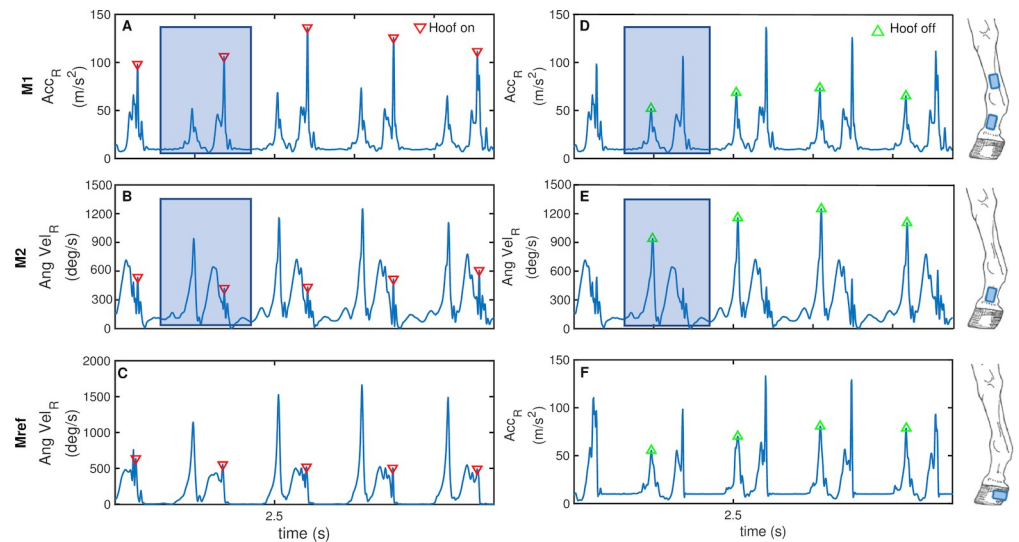 A
Hoof on
M1
Acc_R
(m/s²)
150
100
50
0
D
Hoof off
Acc_R
(m/s²)
150
100
50
0
B
M2
Ang Vel_R
(deg/s)
1500
1200
900
600
300
0
E
Ang Vel_R
(deg/s)
1500
1200
900
600
300
0
C
Mref
Ang Vel_R
(deg/s)
2000
1500
1000
500
0
2.5
time (s)
F
Acc_R
(m/s²)
150
100
50
0
2.5
time (s)